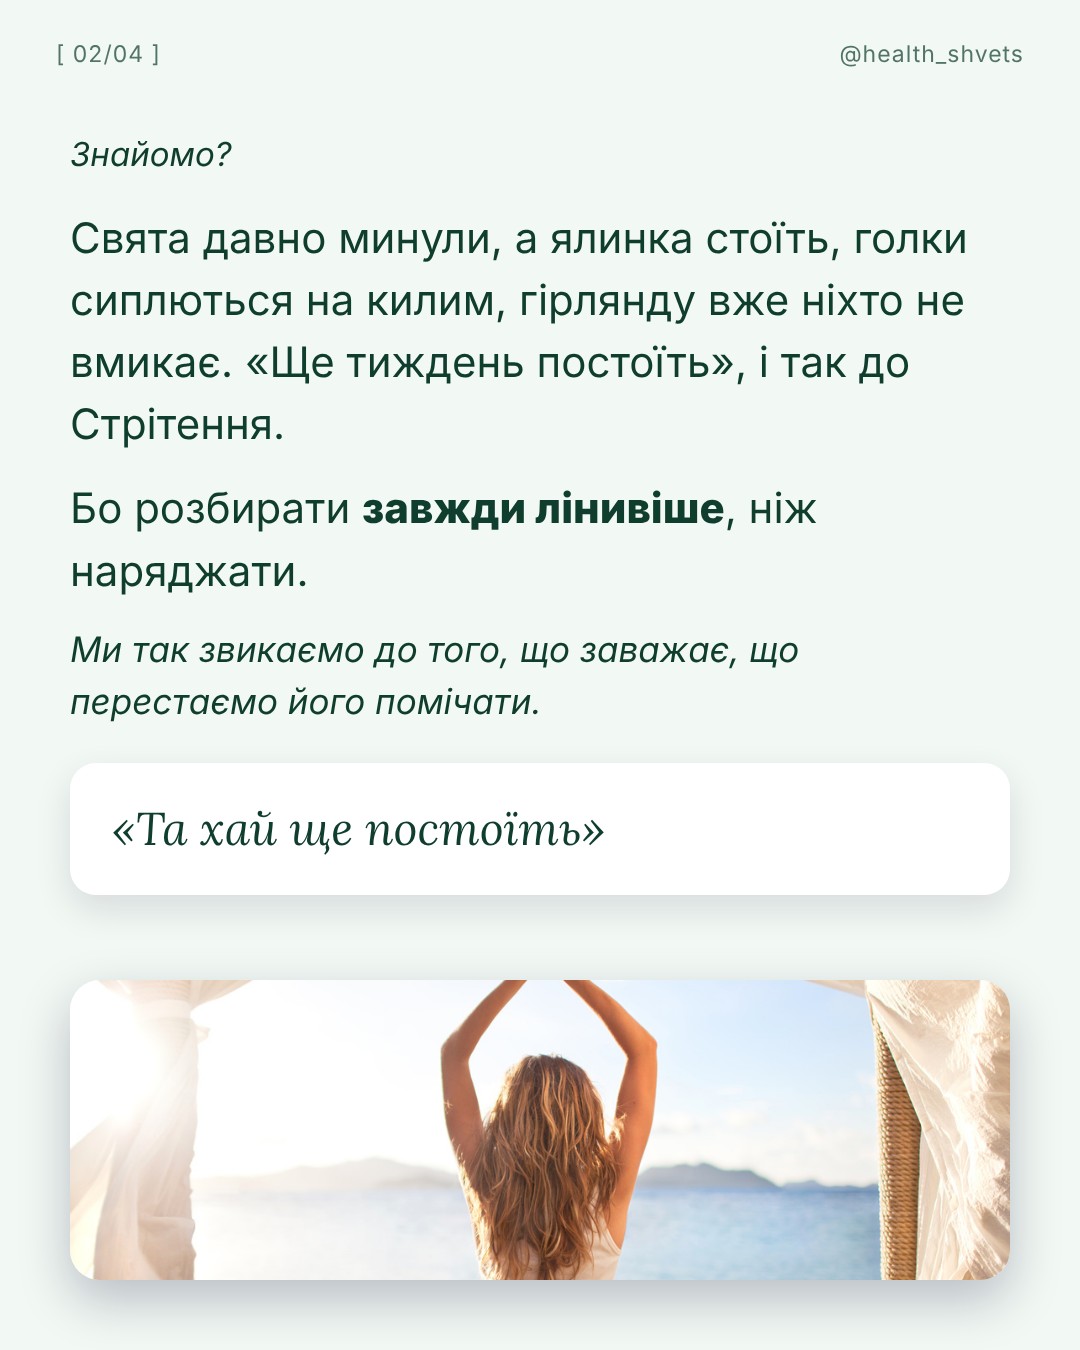 [ 02/04 ]
@health_shvets
Знайомо?
Свята давно минули, а ялинка стоїть, голки
сиплються на килим, гірлянду вже ніхто не
вмикає. «Ще тиждень постоїть», і так до
Стрітення.
Бо розбирати завжди лінивіше, ніж
наряджати.
Ми так звикаємо до того, що заважає, що
перестаємо його помічати.
«Та хай ще постоїть»